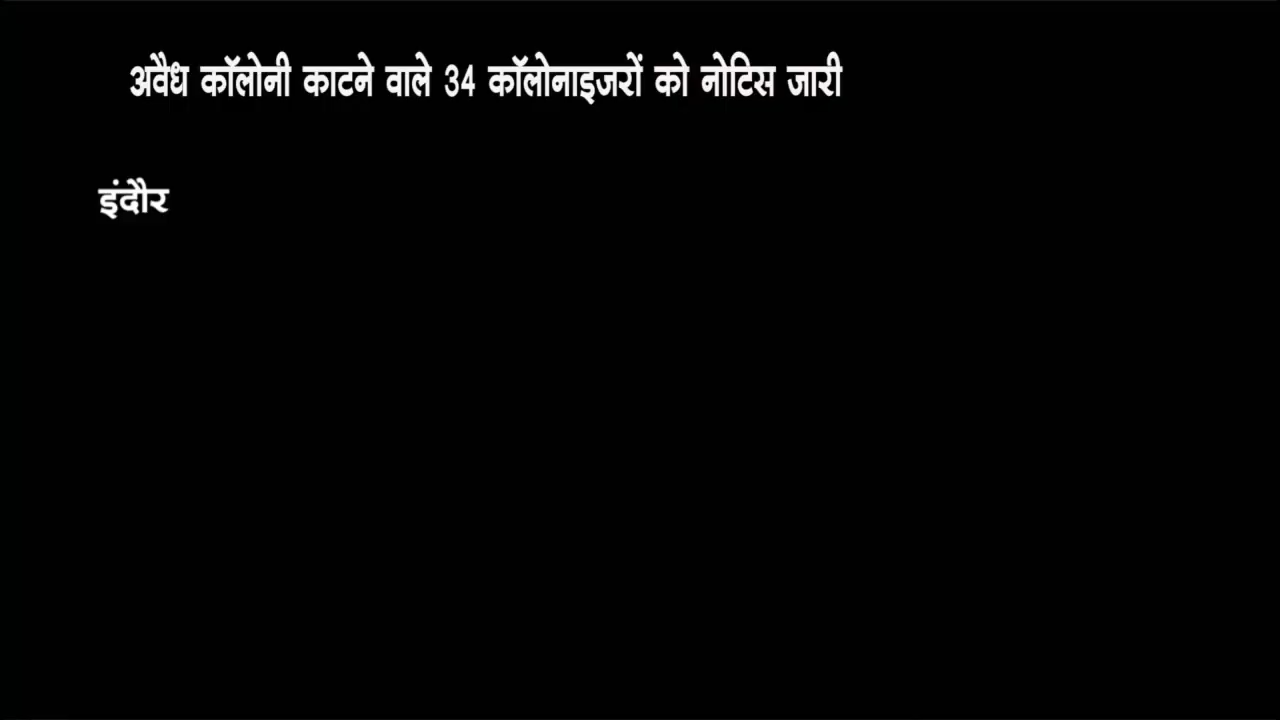 अवैध कॉलोनी काटने वाले 34 कॉलोनाइजरों को नोटिस जारी
इंदौर